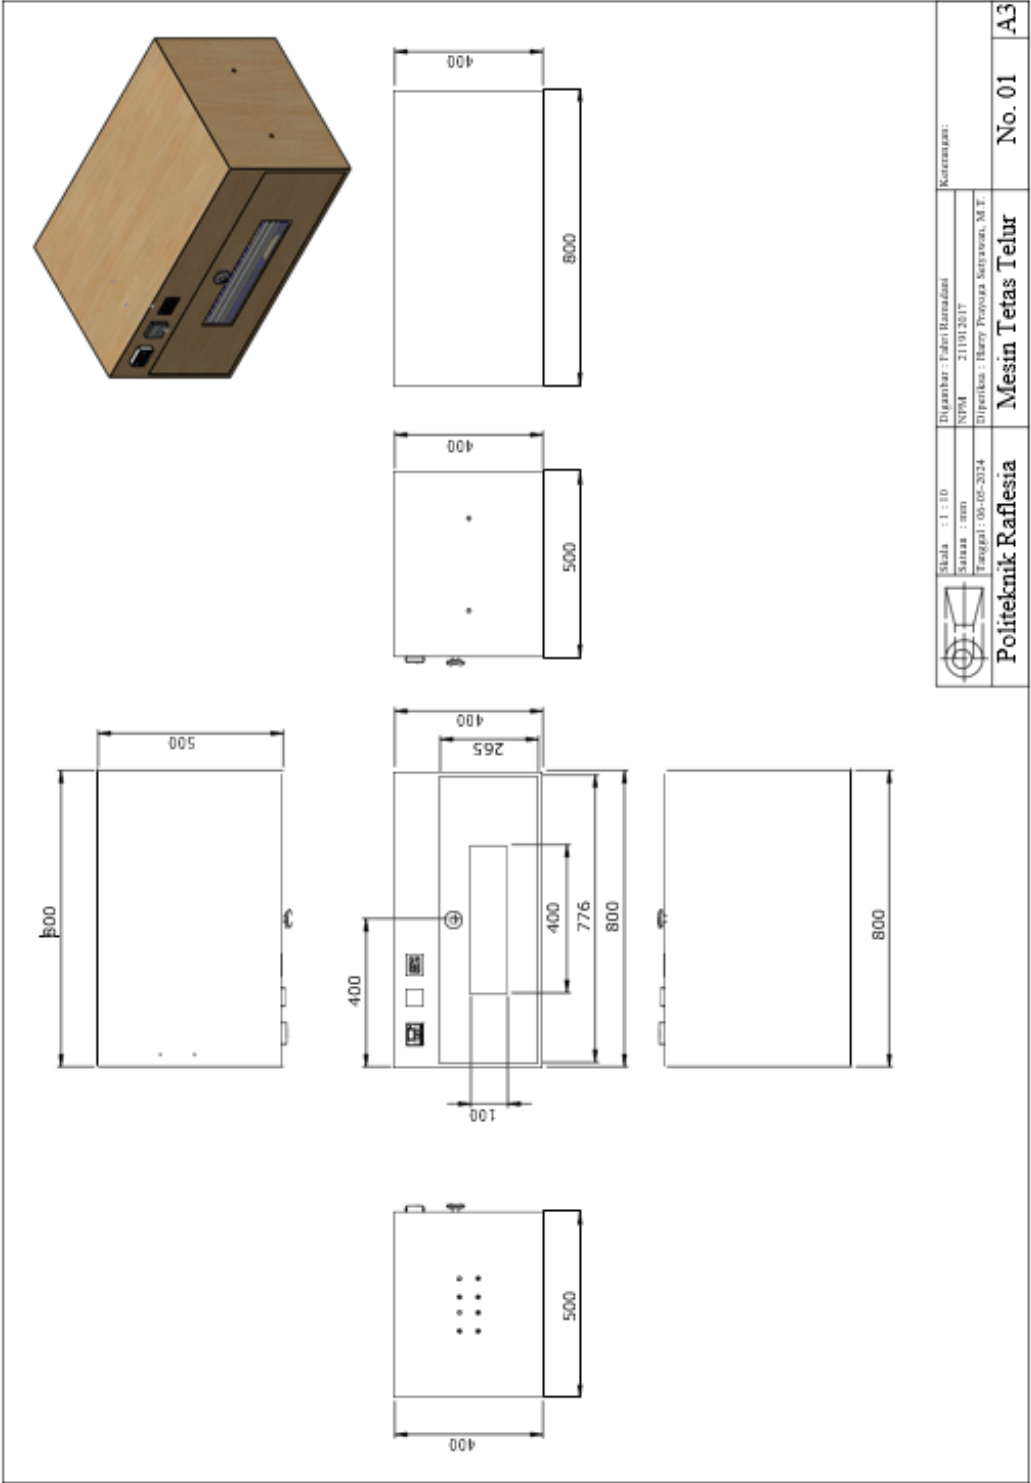 400
800
400
500
500
800
400
265
400
776
800
400
100
800
500
400
Skala : 1 : 10
Satuan : mm
Tanggal : 06-05-2024
Digambar : Fahri Ramadani
NPM 211912017
Diperiksa : Harry Prayoga Setyawan, M.T.
Keterangan:
Politeknik Raflesia
Mesin Tetas Telur
No. 01
A3